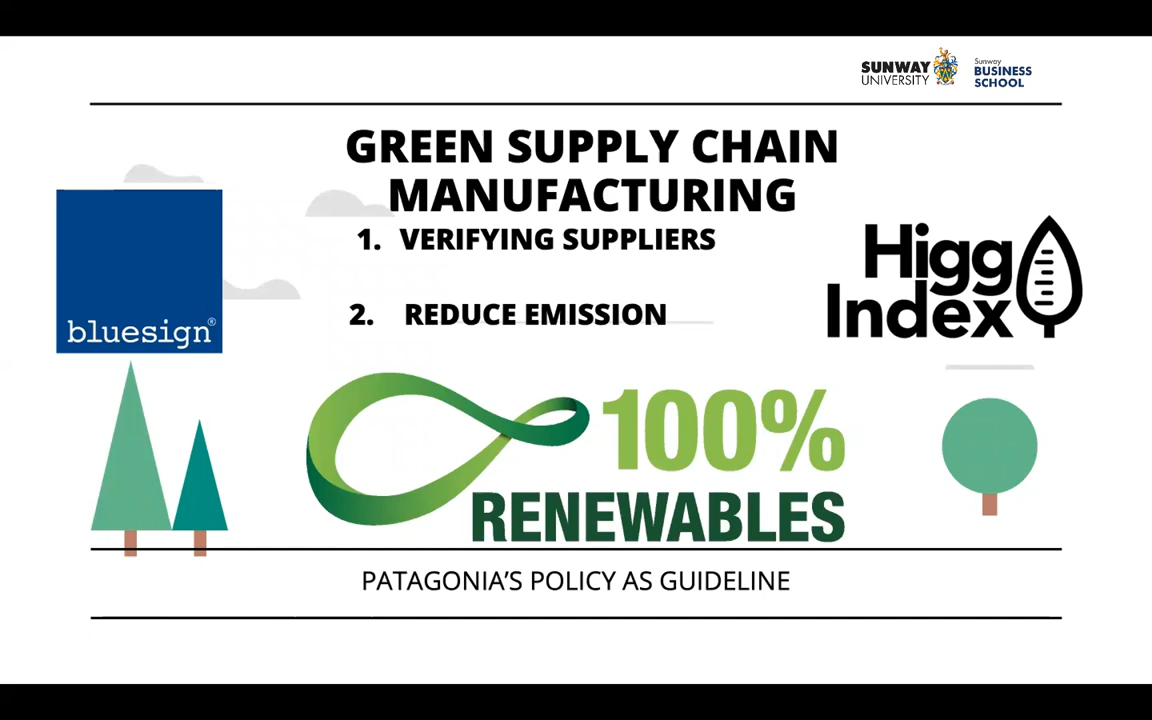 SUNWAY
UNIVERSITY
Sunway
BUSINESS
SCHOOL
GREEN SUPPLY CHAIN
MANUFACTURING
1. VERIFYING SUPPLIERS
2. REDUCE EMISSION
bluesign®
Higg
Index
100%
RENEWABLES
PATAGONIA'S POLICY AS GUIDELINE